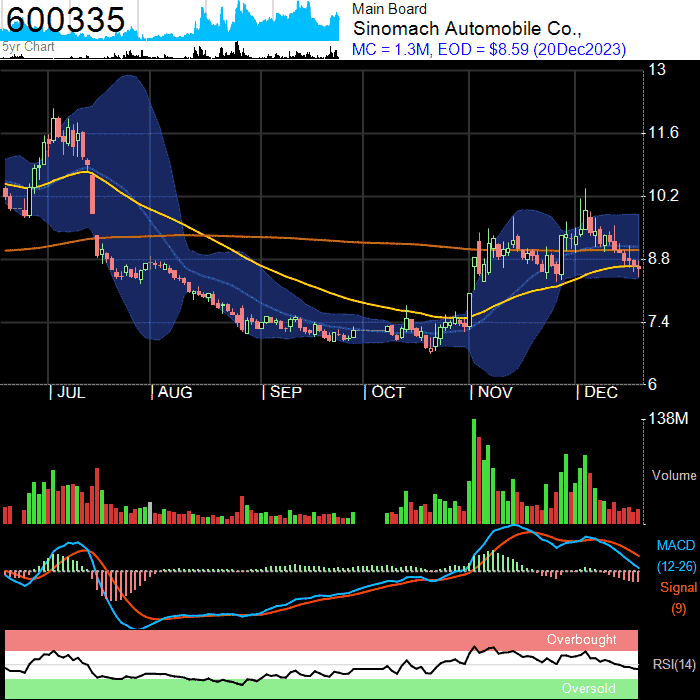 600335
5yr Chart
Main Board
Sinomach Automobile Co.,
MC = 1.3M, EOD = $8.59 (20Dec2023)
13
11.6
10.2
8.8
7.4
6
| JUL | AUG | SEP | OCT | NOV | DEC
138M
Volume
MACD
(12-26)
Signal
(9)
Overbought
RSI(14)
Oversold